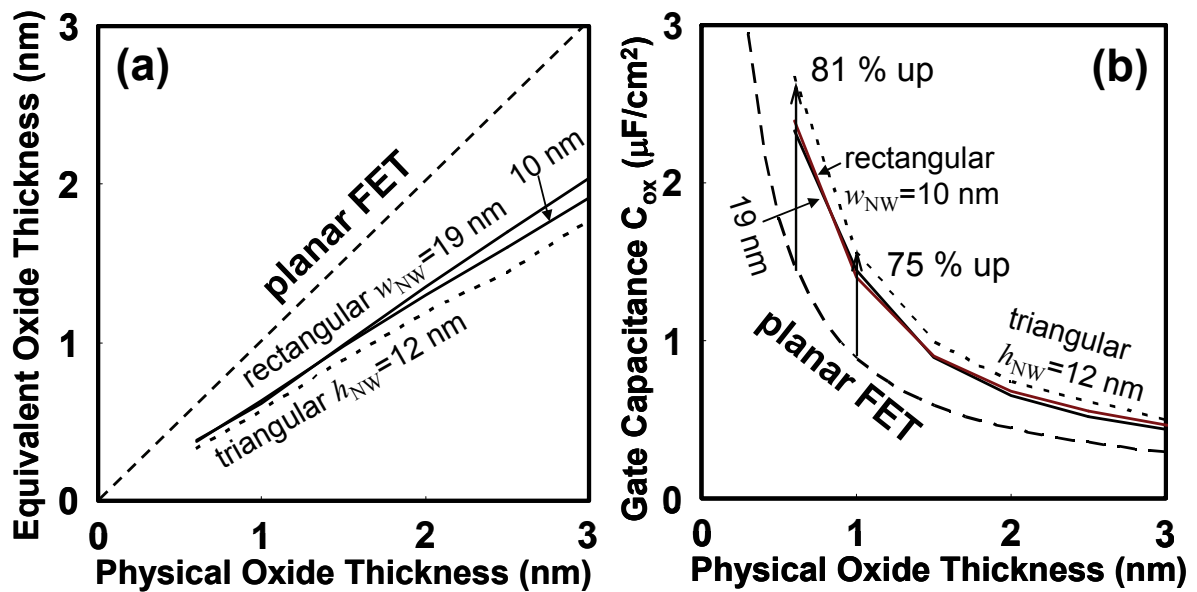 Equivalent Oxide Thickness (nm)
3
2
1
0
(a)
planar FET
10 nm
rectangular wNW=19 nm
triangular hNW=12 nm
0
1
2
3
Physical Oxide Thickness (nm)
Gate Capacitance Cox (μF/cm²)
3
2
1
0
(b)
81 % up
rectangular
wNW=10 nm
19 nm
75 % up
triangular
hNW=12 nm
planar FET
0
1
2
3
Physical Oxide Thickness (nm)